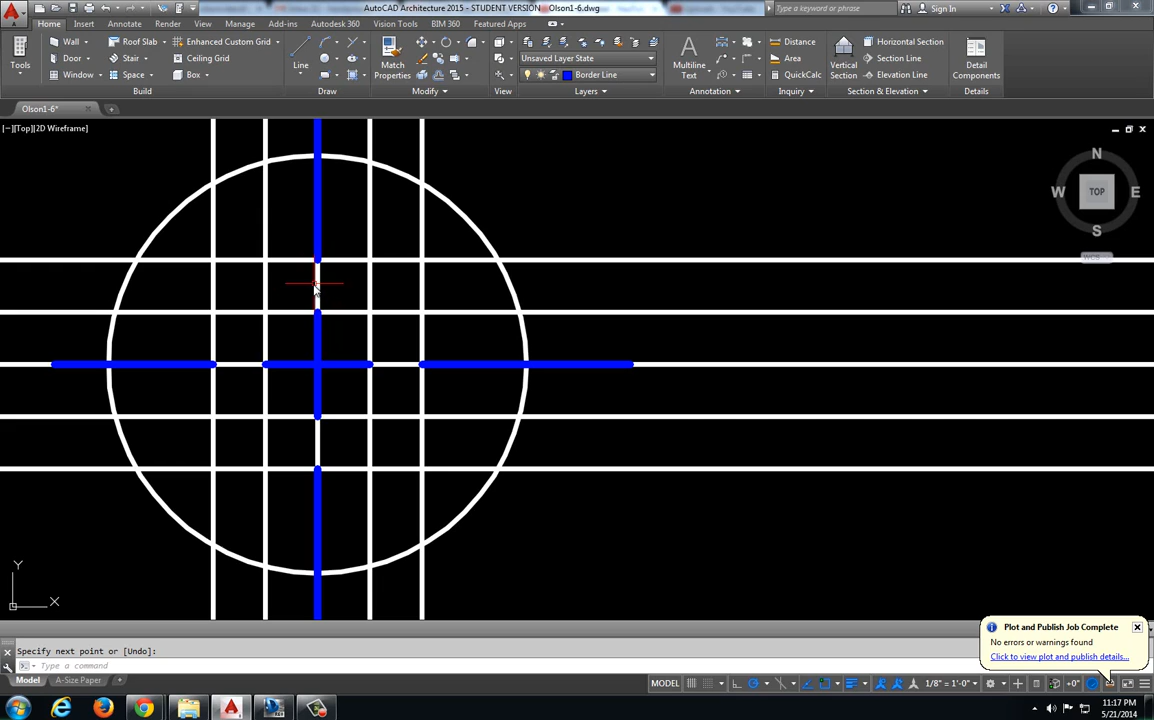 AutoCAD Architecture 2015 - STUDENT VERSION
Olson1-6.dwg
Type a keyword or phrase
Sign In
Home Insert Annotate Render View Manage Add-ins Autodesk 360 Vision Tools BIM 360 Featured Apps
Tools
Wall
Door
Window
Roof Slab
Stair
Space
Enhanced Custom Grid
Ceiling Grid
Box
Build
Line
Draw
Match
Properties
Modify
View
Unsaved Layer State
Border Line
Layers
Multiline
Text
Annotation
Distance
Area
QuickCalc
Inquiry
Vertical
Section
Horizontal Section
Section Line
Elevation Line
Section & Elevation
Detail
Components
Details
Olson1-6*
[−][Top][2D Wireframe]
N
W TOP E
S
WCS
Y
X
Plot and Publish Job Complete
No errors or warnings found
Click to view plot and publish details...
Specify next point or [Undo]:
Type a command
Model A-Size Paper
MODEL
1/8" = 1'-0"
+0"
11:17 PM
5/21/2014